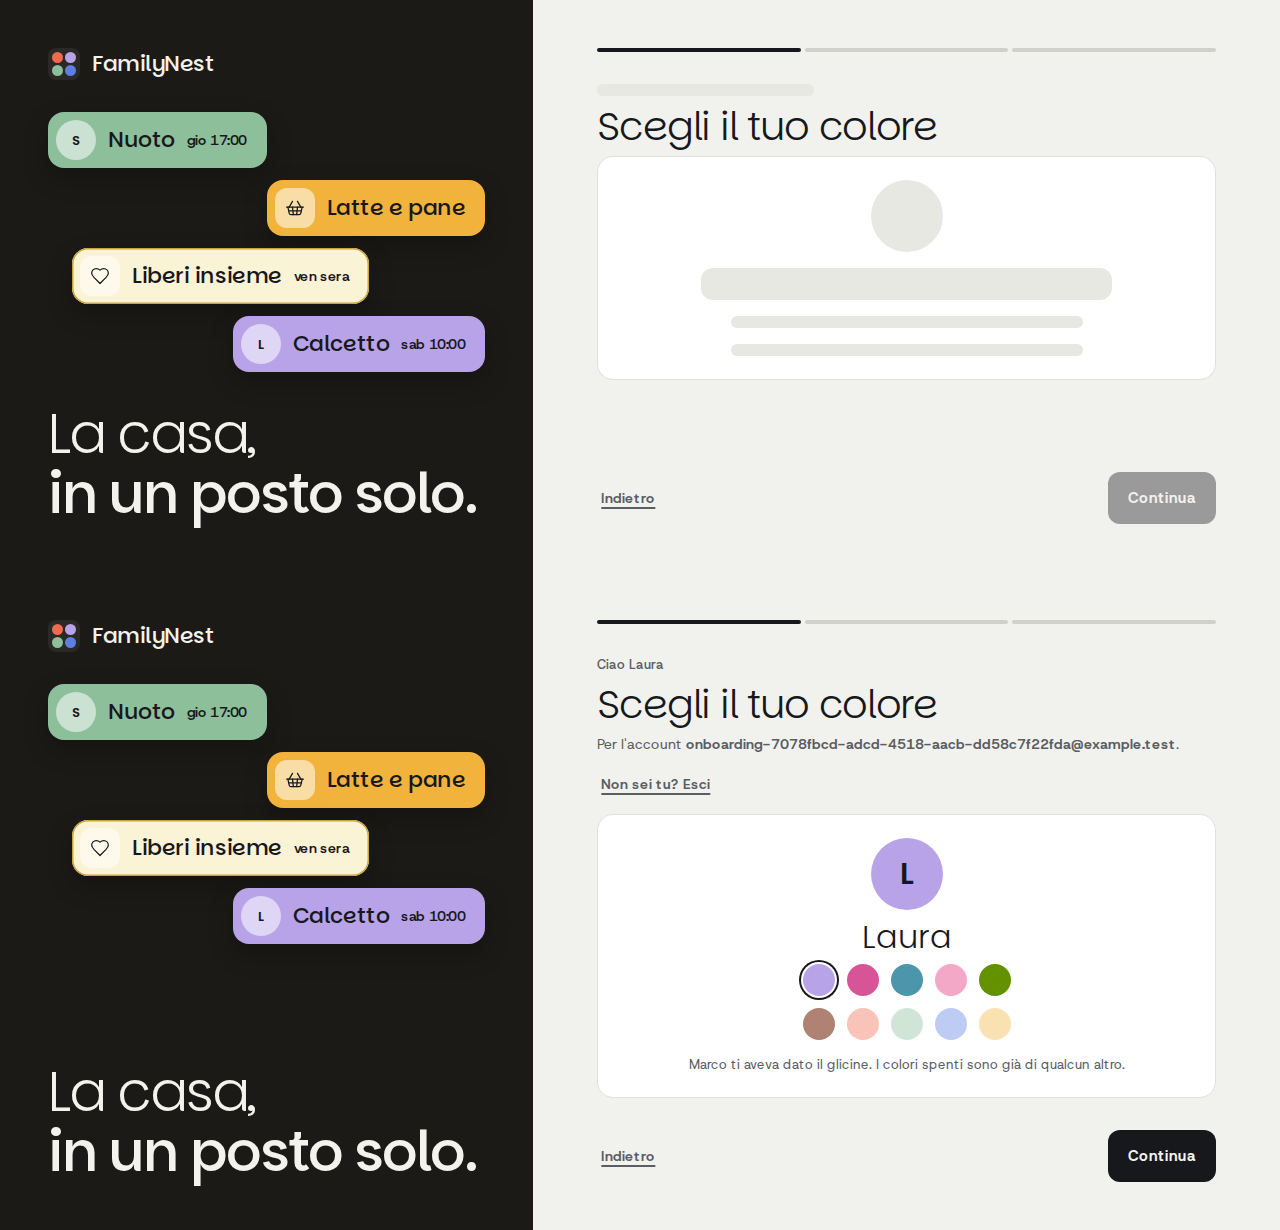 FamilyNest
S Nuoto gio 17:00
Latte e pane
Liberi insieme ven sera
L Calcetto sab 10:00
La casa,
in un posto solo.
Scegli il tuo colore
Indietro
Continua
FamilyNest
S Nuoto gio 17:00
Latte e pane
Liberi insieme ven sera
L Calcetto sab 10:00
La casa,
in un posto solo.
Ciao Laura
Scegli il tuo colore
Per l'account onboarding-7078fbcd-adcd-4518-aacb-dd58c7f22fda@example.test.
Non sei tu? Esci
L
Laura
Marco ti aveva dato il glicine. I colori spenti sono già di qualcun altro.
Indietro
Continua